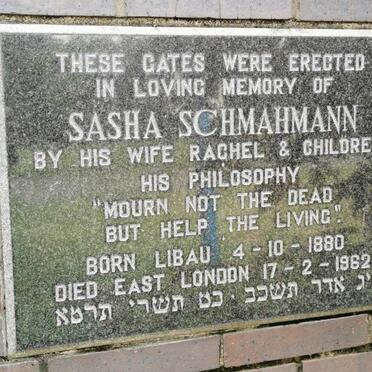 THESE GATES WERE ERECTED
IN LOVING MEMORY OF
SASHA SCHMAHMANN
BY HIS WIFE RACHEL & CHILDRE
HIS PHILOSOPHY
"MOURN NOT THE DEAD
BUT HELP THE LIVING".
BORN LIBAU 4-10-1880
DIED EAST LONDON 17-2-1962
יג אדר תשכב · כט תשרי תרמא